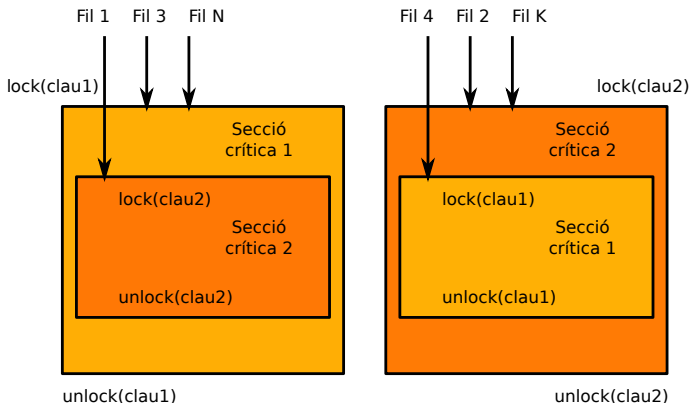 Fil 1 Fil 3 Fil N
lock(clau1)
Secció
crítica 1
lock(clau2)
Secció
crítica 2
unlock(clau2)
unlock(clau1)
Fil 4 Fil 2 Fil K
lock(clau2)
Secció
crítica 2
lock(clau1)
Secció
crítica 1
unlock(clau1)
unlock(clau2)